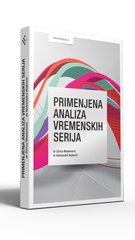 PRIMENJENA
ANALIZA
VREMENSKIH
SERIJA
PRIMENJENA ANALIZA VREMENSKIH SERIJA